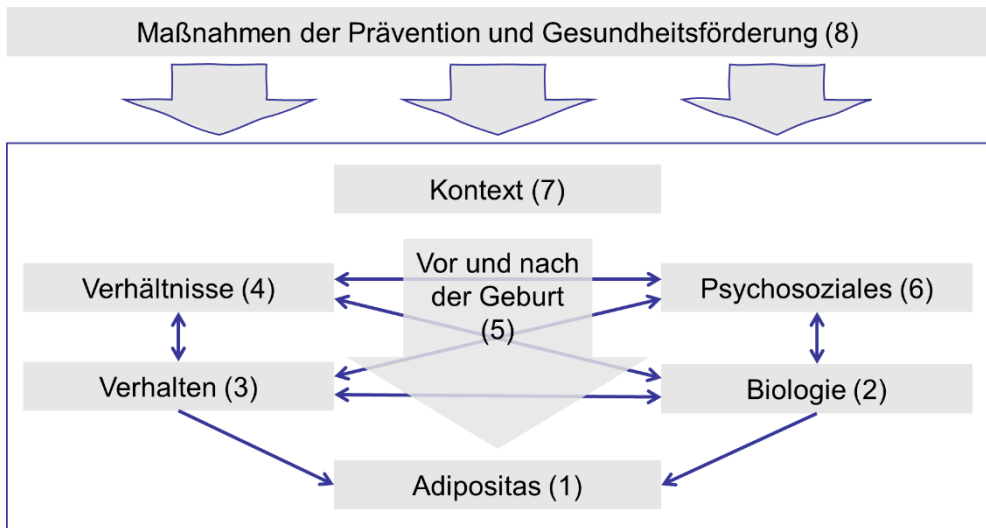 Maßnahmen der Prävention und Gesundheitsförderung (8)
Kontext (7)
Vor und nach
der Geburt
(5)
Verhältnisse (4)
Psychosoziales (6)
Verhalten (3)
Biologie (2)
Adipositas (1)